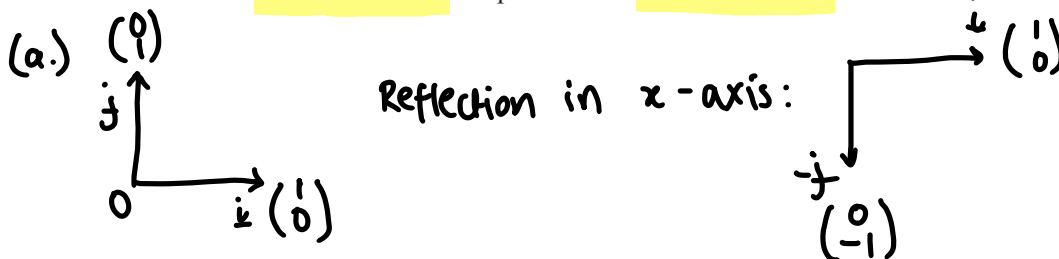 (a.) (0 1)
j
0 i (1 0)
Reflection in x-axis:
i (1 0)
-j
(0 -1)